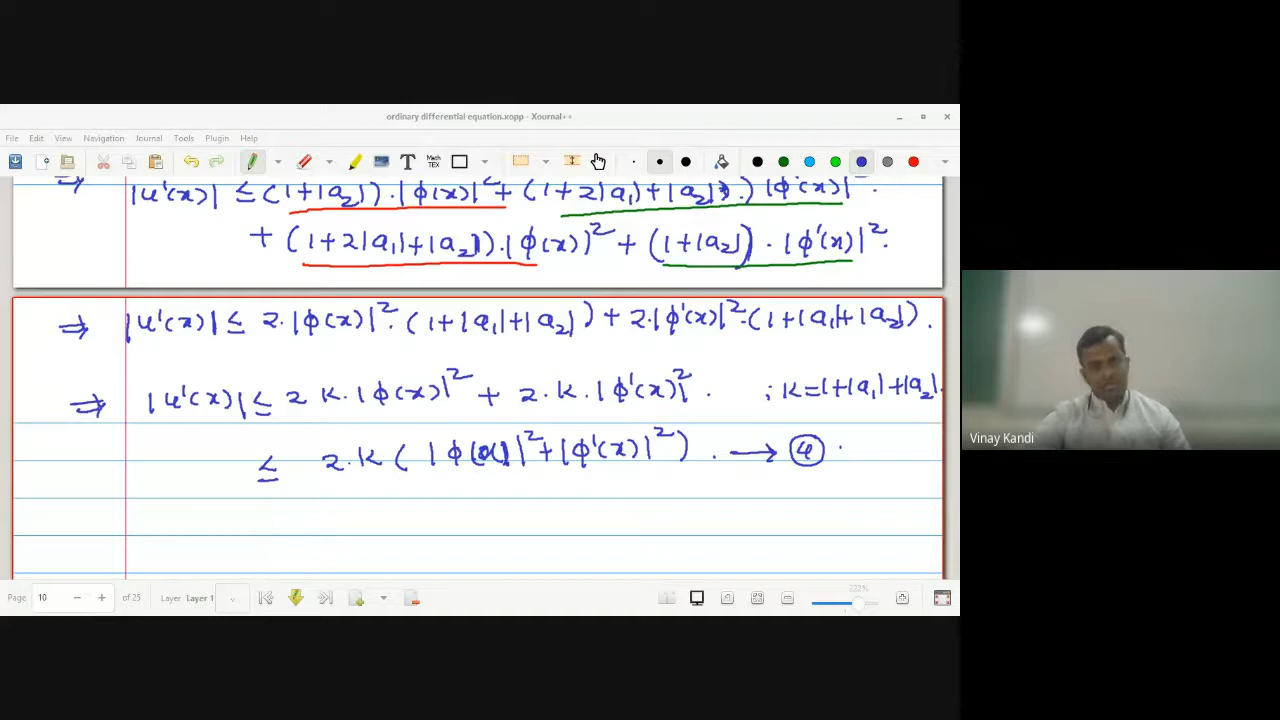 ordinary differential equation.xopp - Xournal++
File Edit View Navigation Journal Tools Plugin Help
⇒ |u'(x)| ≤ (1+|a₂|)·|ϕ(x)|² + (1+2|a₁|+|a₂|)·|ϕ'(x)|².
+ (1+2|a₁|+|a₂|)·|ϕ(x)|² + (1+|a₂|)·|ϕ'(x)|².
⇒ |u'(x)| ≤ 2·|ϕ(x)|²·(1+|a₁|+|a₂|) + 2·|ϕ'(x)|²·(1+|a₁|+|a₂|).
⇒ |u'(x)| ≤ 2 K·|ϕ(x)|² + 2·K·|ϕ'(x)|². ; K=1+|a₁|+|a₂|.
≤ 2·K(|ϕ(x)|²+|ϕ'(x)|²). → ④.
Vinay Kandi
Page 10 of 25 Layer Layer 1 222%